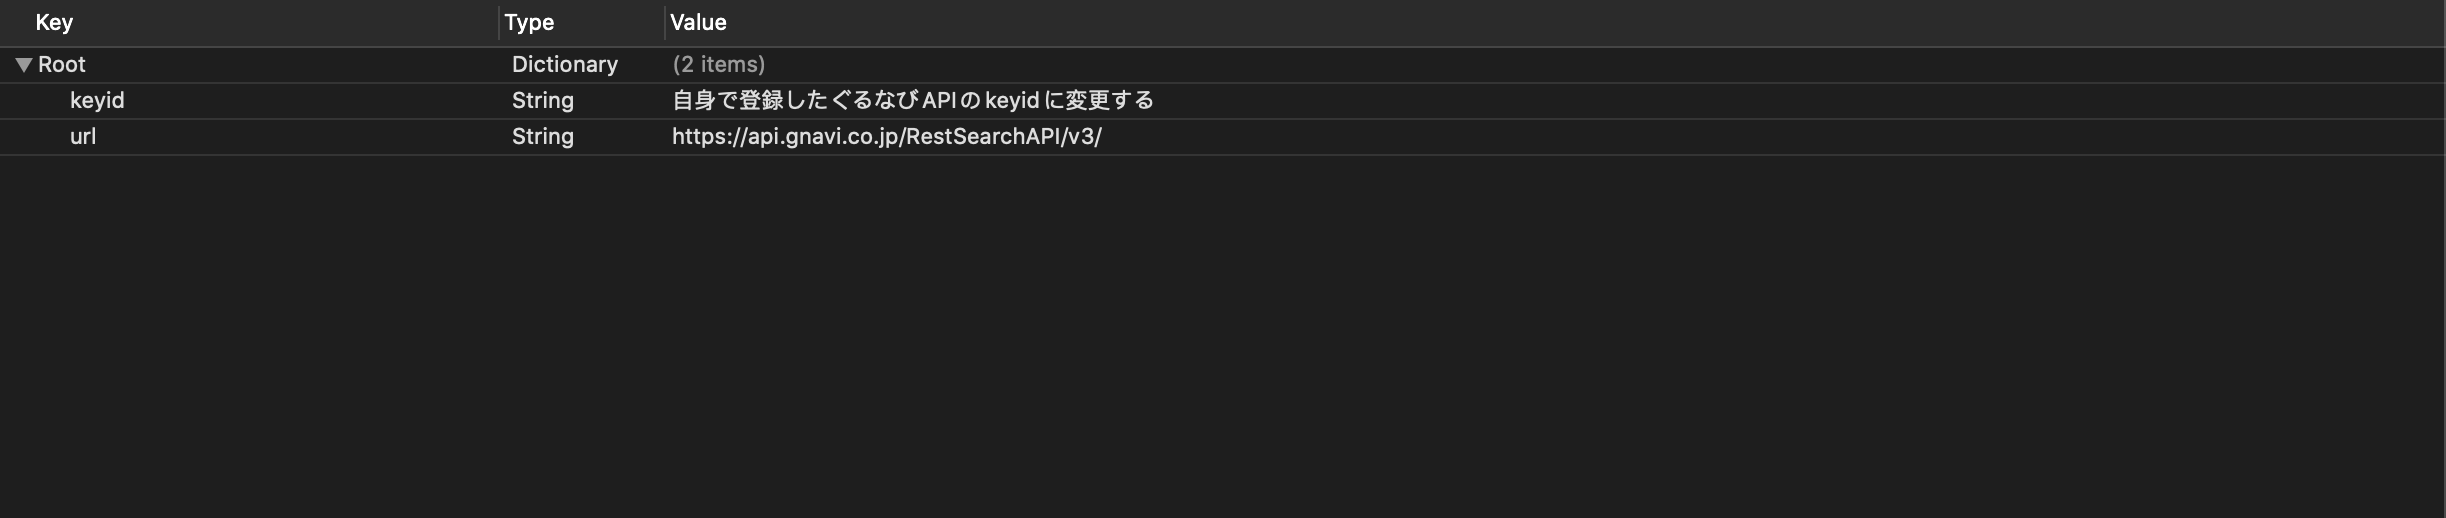 Key Type Value
Root Dictionary (2 items)
keyid String 自身で登録したぐるなびAPIのkeyidに変更する
url String https://api.gnavi.co.jp/RestSearchAPI/v3/